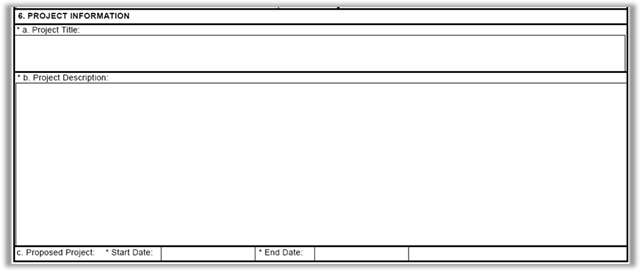 6. PROJECT INFORMATION
* a. Project Title:
* b. Project Description:
c. Proposed Project: * Start Date: * End Date: